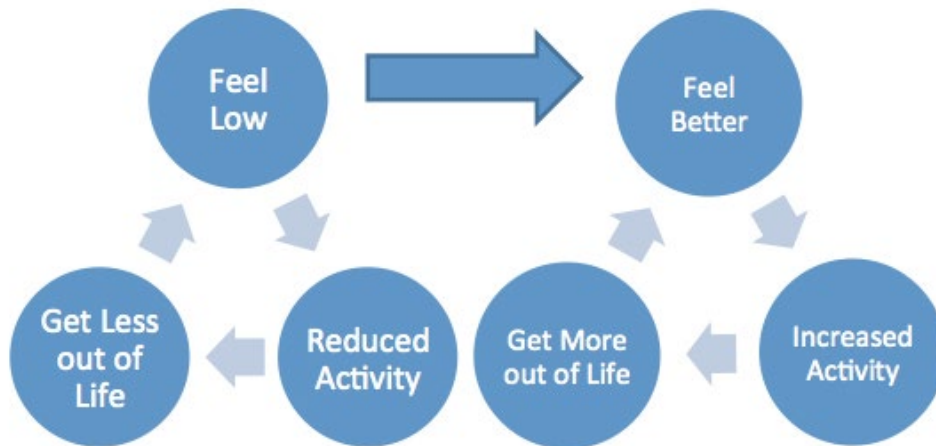 Feel
Low
Feel
Better
Get Less
out of
Life
Reduced
Activity
Get More
out of Life
Increased
Activity